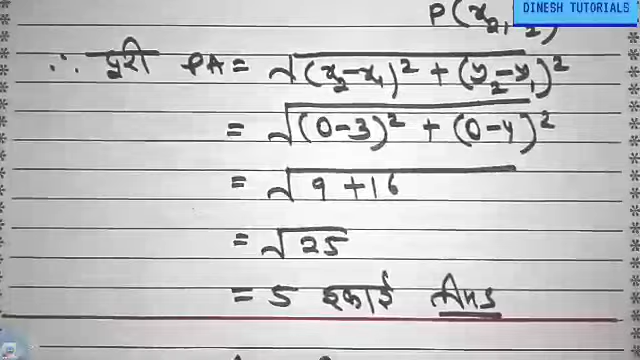 DINESH TUTORIALS
P(x₂,
∴ दूरी PA = √(x₂-x₁)² + (y₂-y₁)²
= √(0-3)² + (0-4)²
= √9+16
= √25
= 5 इकाई Ans